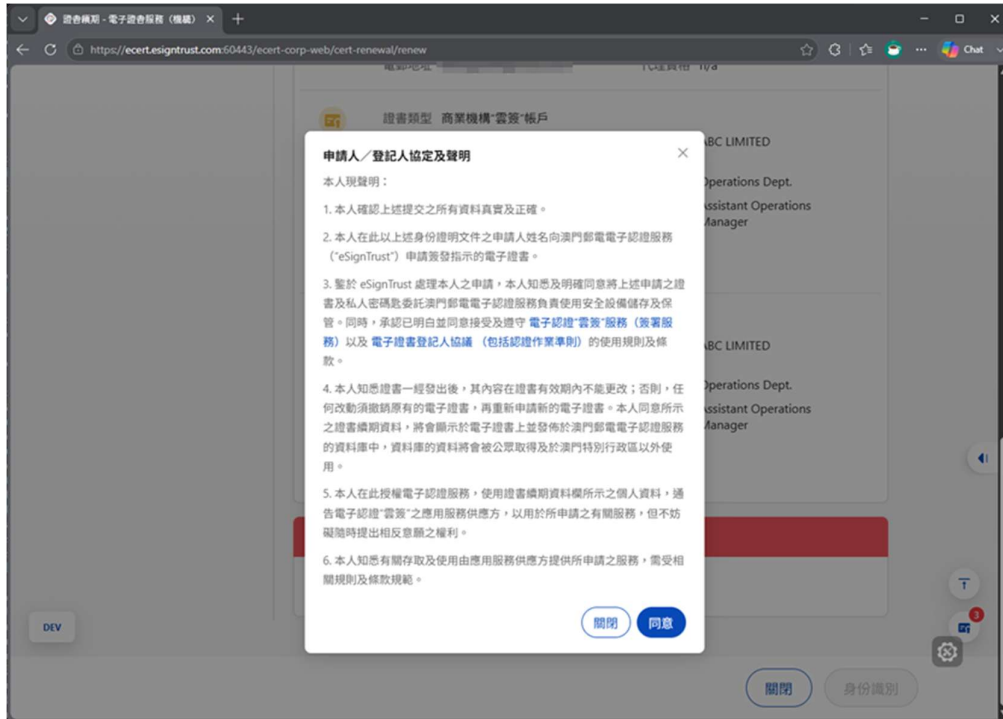 證書續期 - 電子證書服務（機構）
https://ecert.esigntrust.com:60443/ecert-corp-web/cert-renewal/renew
Chat
電郵地址
代理資格 n/a
證書類型 商業機構“雲簽”帳戶
ABC LIMITED
Operations Dept.
Assistant Operations
Manager
申請人／登記人協定及聲明
本人現聲明：
1. 本人確認上述提交之所有資料真實及正確。
2. 本人在此以上述身份證明文件之申請人姓名向澳門郵電電子認證服務
（“eSignTrust”）申請簽發指示的電子證書。
3. 鑒於 eSignTrust 處理本人之申請，本人知悉及明確同意將上述申請之證
書及私人密碼匙委託澳門郵電電子認證服務負責使用安全設備儲存及保
管。同時，承認已明白並同意接受及遵守 電子認證“雲簽”服務（簽署服
務）以及 電子證書登記人協議 （包括認證作業準則）的使用規則及條
款。
4. 本人知悉證書一經發出後，其內容在證書有效期內不能更改；否則，任
何改動須撤銷原有的電子證書，再重新申請新的電子證書。本人同意所示
之證書續期資料，將會顯示於電子證書上並發佈於澳門郵電電子認證服務
的資料庫中，資料庫的資料將會被公眾取得及於澳門特別行政區以外使
用。
5. 本人在此授權電子認證服務，使用證書續期資料欄所示之個人資料，通
告電子認證“雲簽”之應用服務供應方，以用於所申請之有關服務，但不妨
礙隨時提出相反意願之權利。
6. 本人知悉有關存取及使用由應用服務供應方提供所申請之服務，需受相
關規則及條款規範。
關閉
同意
ABC LIMITED
Operations Dept.
Assistant Operations
Manager
DEV
3
關閉
身份識別